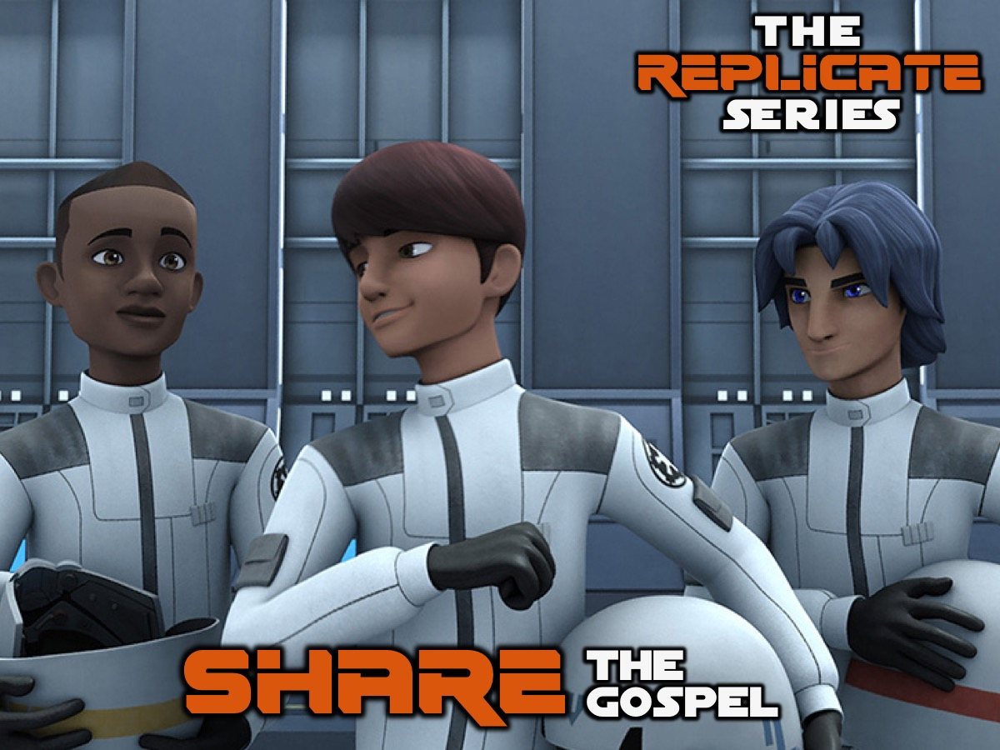 THE
REPLICATE
SERIES
SHARE
THE
GOSPEL